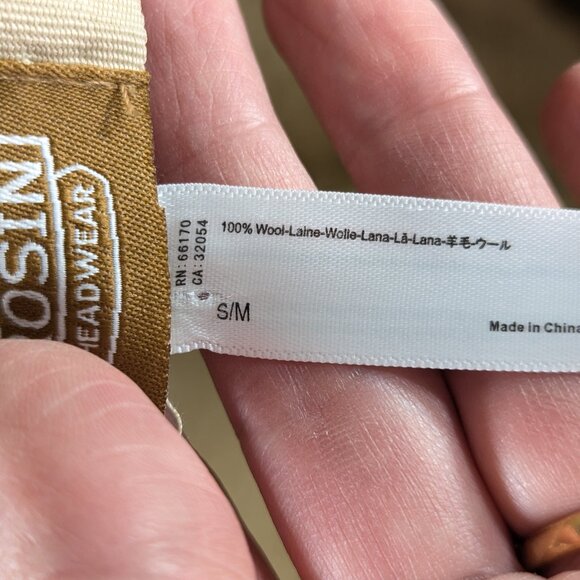 OSIN
HEADWEAR
RN: 66170
CA: 32054
100% Wool-Laine-Wolle-Lana-Lã-Lana-羊毛-ウール
S/M
Made in China